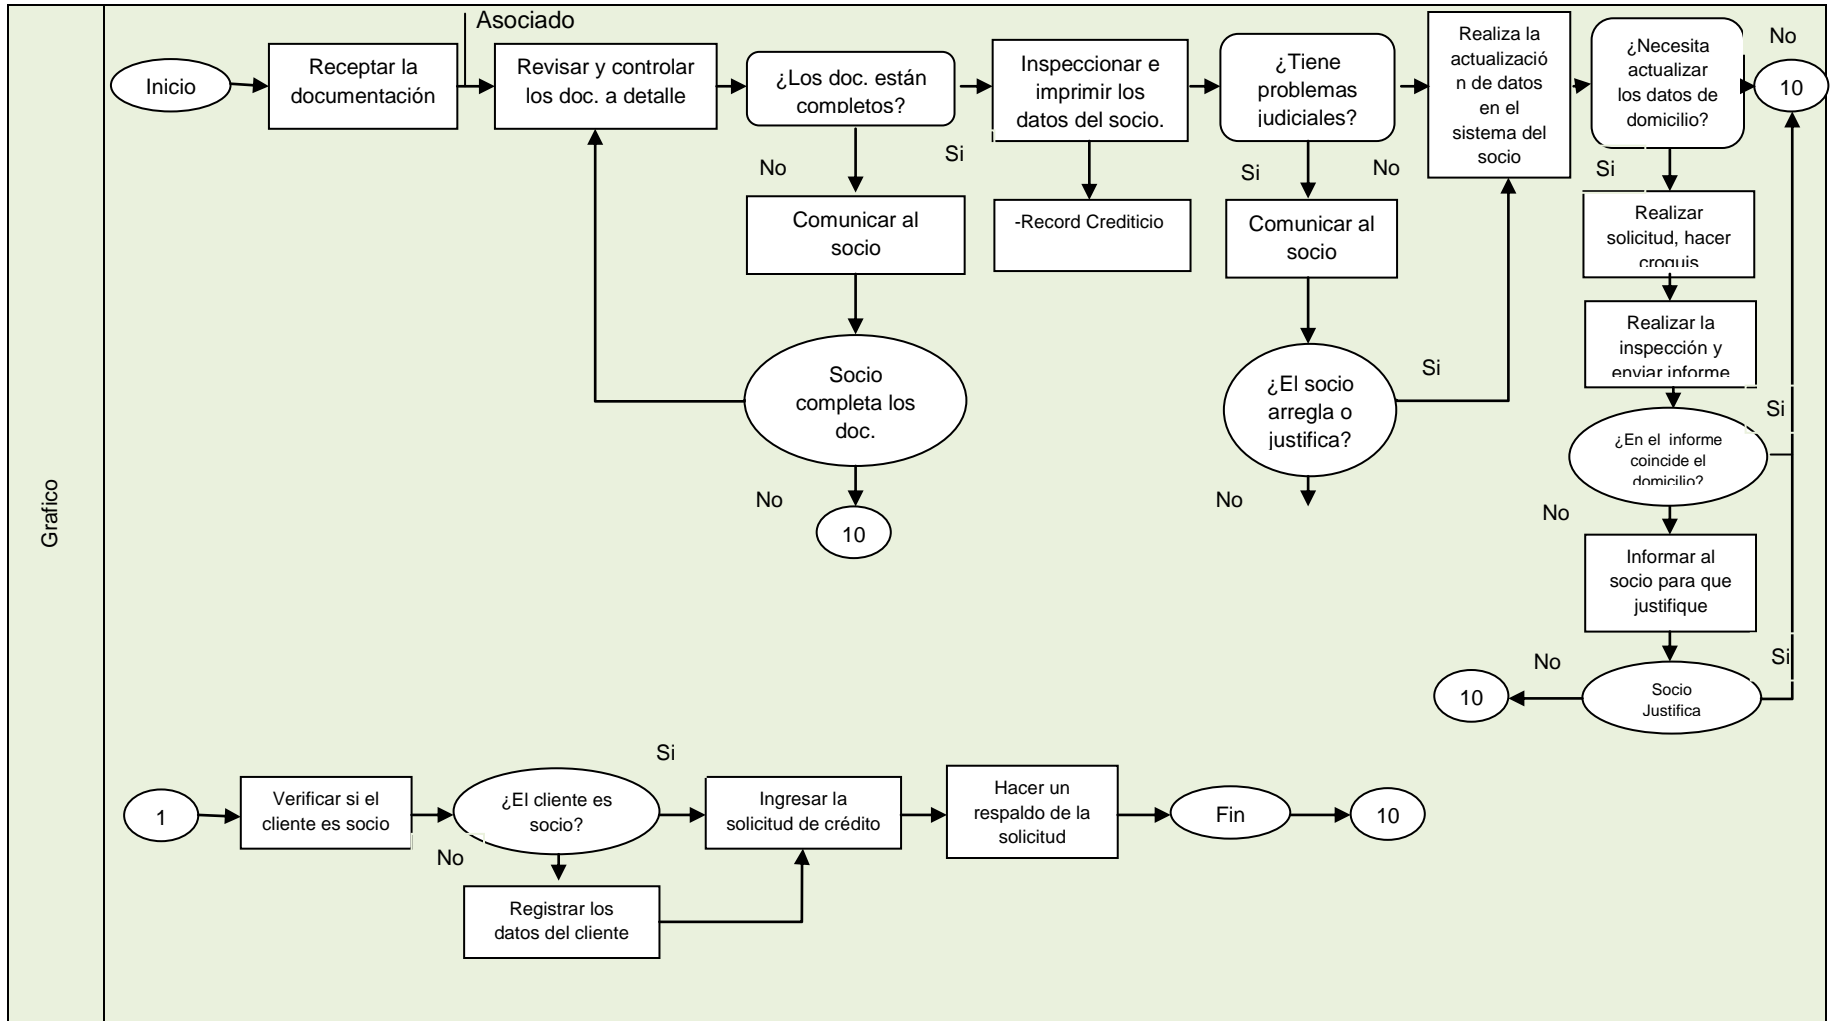 Grafico
Asociado
Inicio
Receptar la
documentación
Revisar y controlar
los doc. a detalle
¿Los doc. están
completos?
Si
No
Inspeccionar e
imprimir los
datos del socio.
-Record Crediticio
¿Tiene
problemas
judiciales?
Si
No
Realiza la
actualizació
n de datos
en el
sistema del
socio
¿Necesita
actualizar
los datos de
domicilio?
No
10
Si
Comunicar al
socio
Socio
completa los
doc.
No
10
Comunicar al
socio
¿El socio
arregla o
justifica?
Si
No
Realizar
solicitud, hacer
croquis
Realizar la
inspección y
enviar informe
¿En el informe
coincide el
domicilio?
Si
No
Informar al
socio para que
justifique
Socio
Justifica
Si
No
10
1
Verificar si el
cliente es socio
¿El cliente es
socio?
Si
No
Registrar los
datos del cliente
Ingresar la
solicitud de crédito
Hacer un
respaldo de la
solicitud
Fin
10